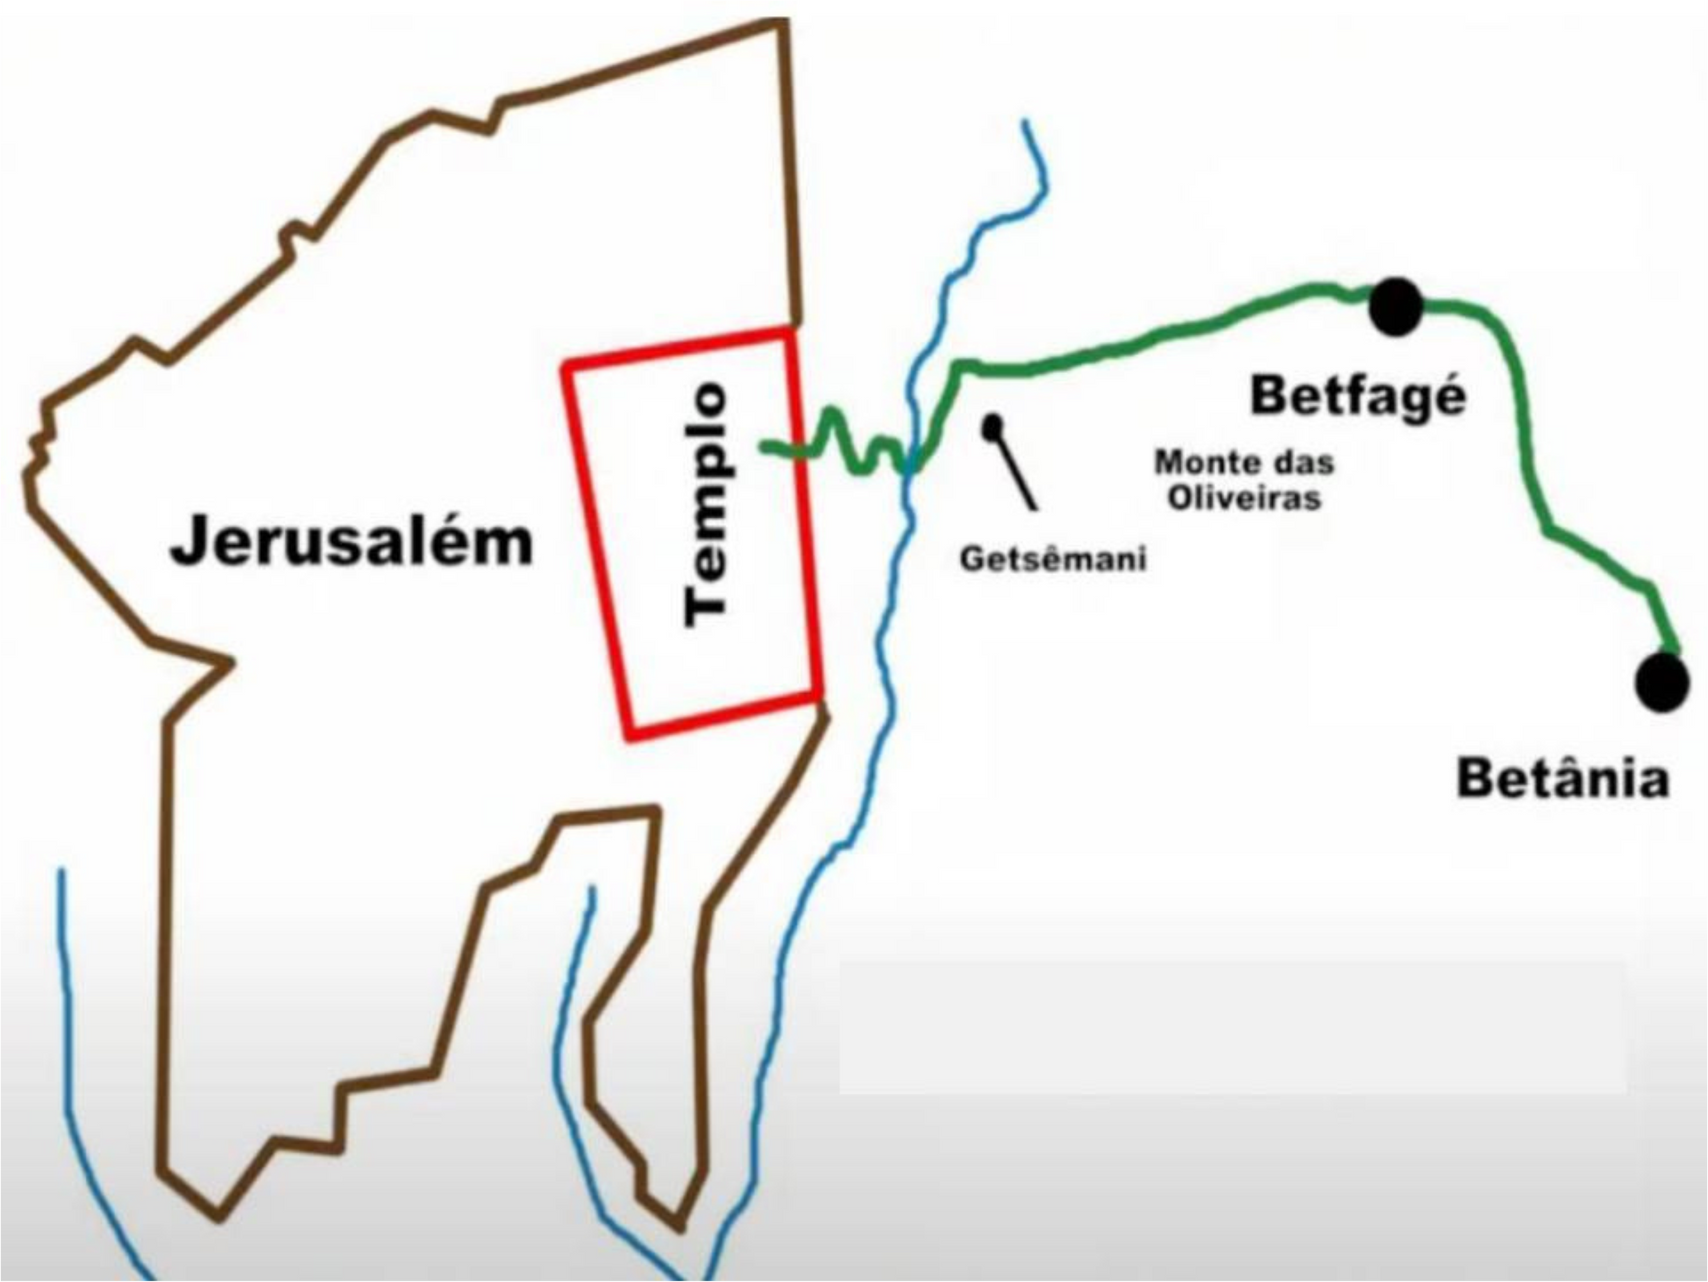 Jerusalém
Templo
Betfagé
Monte das
Oliveiras
Getsêmani
Betânia